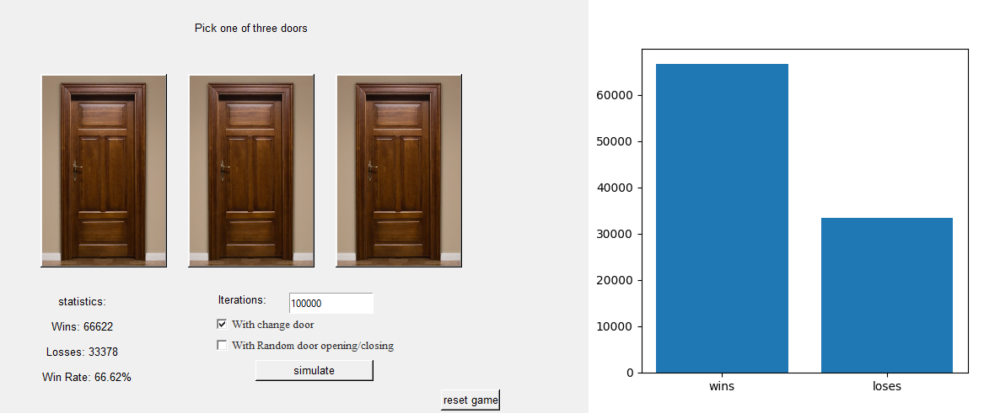 Pick one of three doors
statistics:
Wins: 66622
Losses: 33378
Win Rate: 66.62%
Iterations:
100000
With change door
With Random door opening/closing
simulate
reset game
60000
50000
40000
30000
20000
10000
0
wins
loses